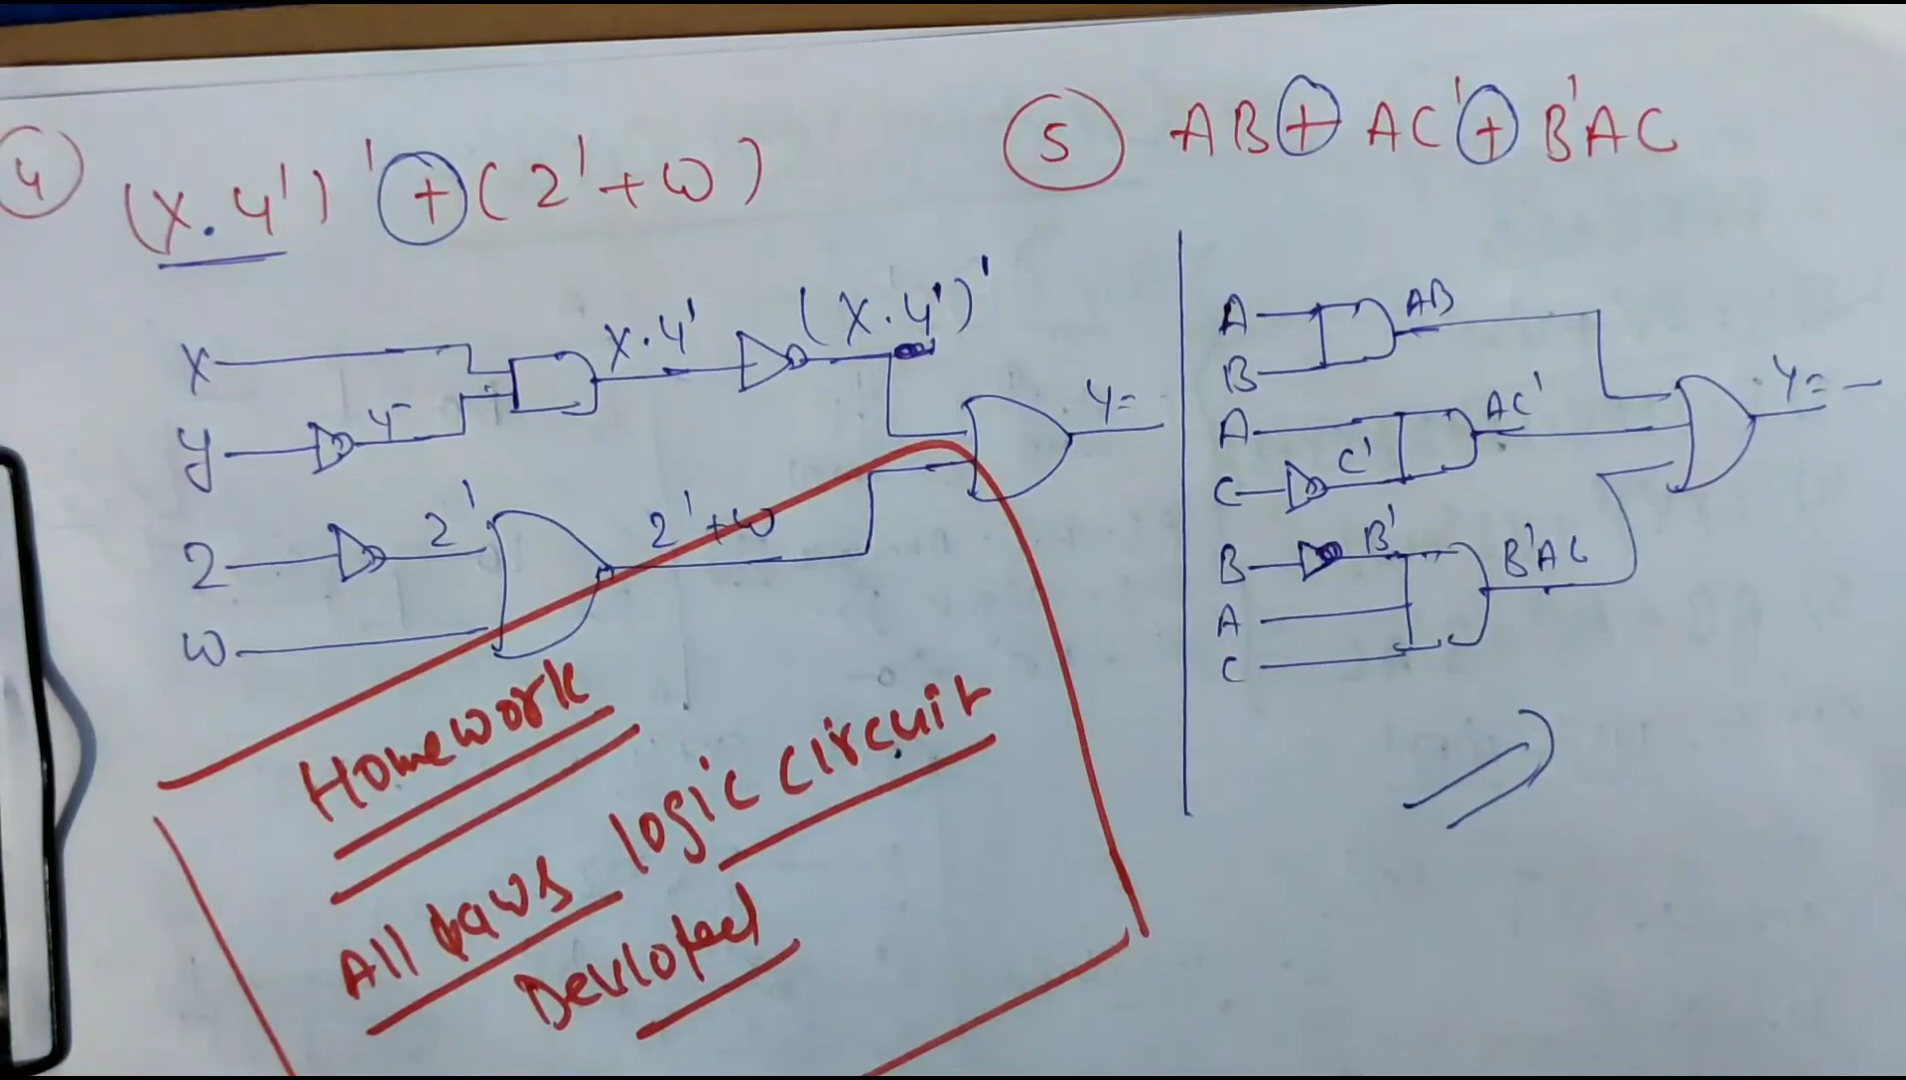 4
(X.y')' + (Z'+w)
5
AB + AC' + B'AC
X
X.y'
(X.y')'
y
y'
y=
Z
Z'
Z'+w
w
A
AB
B
A
AC'
y= —
C
C'
B
B'
B'AC
A
C
Homework
All Laws logic circuit
Devloped